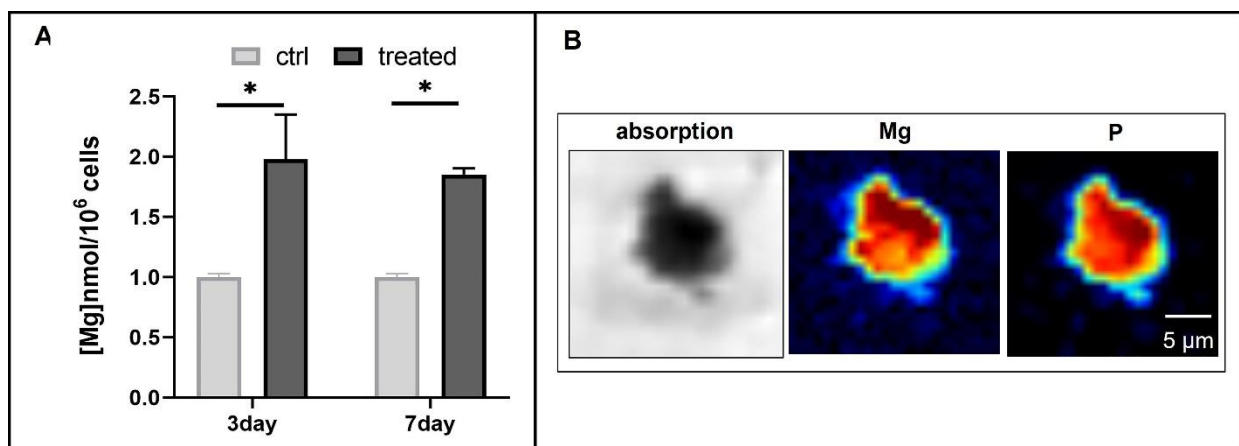 A
ctrl treated
* *
2.5
2.0
1.5
1.0
0.5
0.0
[Mg]nmol/10⁶ cells
3day 7day
B
absorption Mg P
5 µm